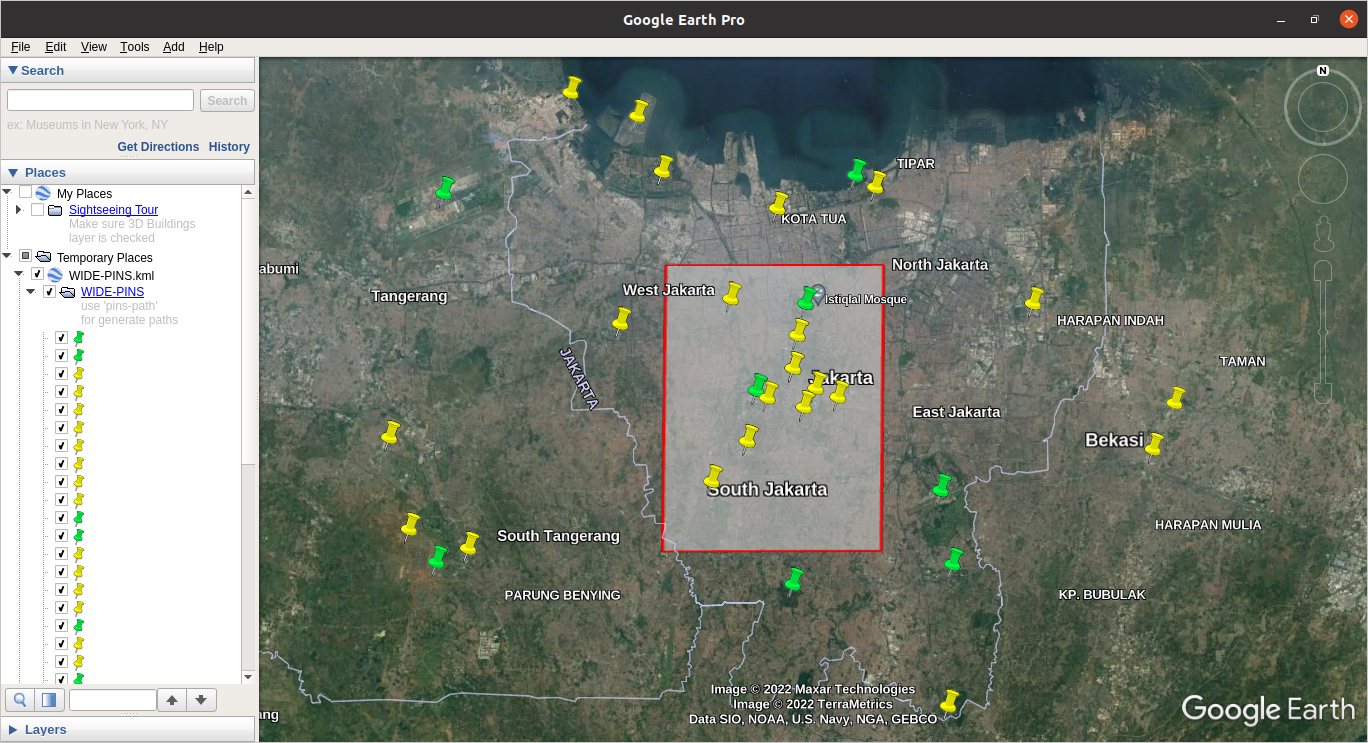 Google Earth Pro
File Edit View Tools Add Help
Search
Search
ex: Museums in New York, NY
Get Directions History
Places
My Places
Sightseeing Tour
Make sure 3D Buildings
layer is checked
Temporary Places
WIDE-PINS.kml
WIDE-PINS
use 'pins-path'
for generate paths
Layers
N
TIPAR
KOTA TUA
abumi
North Jakarta
Tangerang
West Jakarta
Istiqlal Mosque
HARAPAN INDAH
JAKARTA
Jakarta
TAMAN
East Jakarta
Bekasi
South Jakarta
South Tangerang
HARAPAN MULIA
PARUNG BENYING
KP. BUBULAK
ang
Image © 2022 Maxar Technologies
Image © 2022 TerraMetrics
Data SIO, NOAA, U.S. Navy, NGA, GEBCO
Google Earth